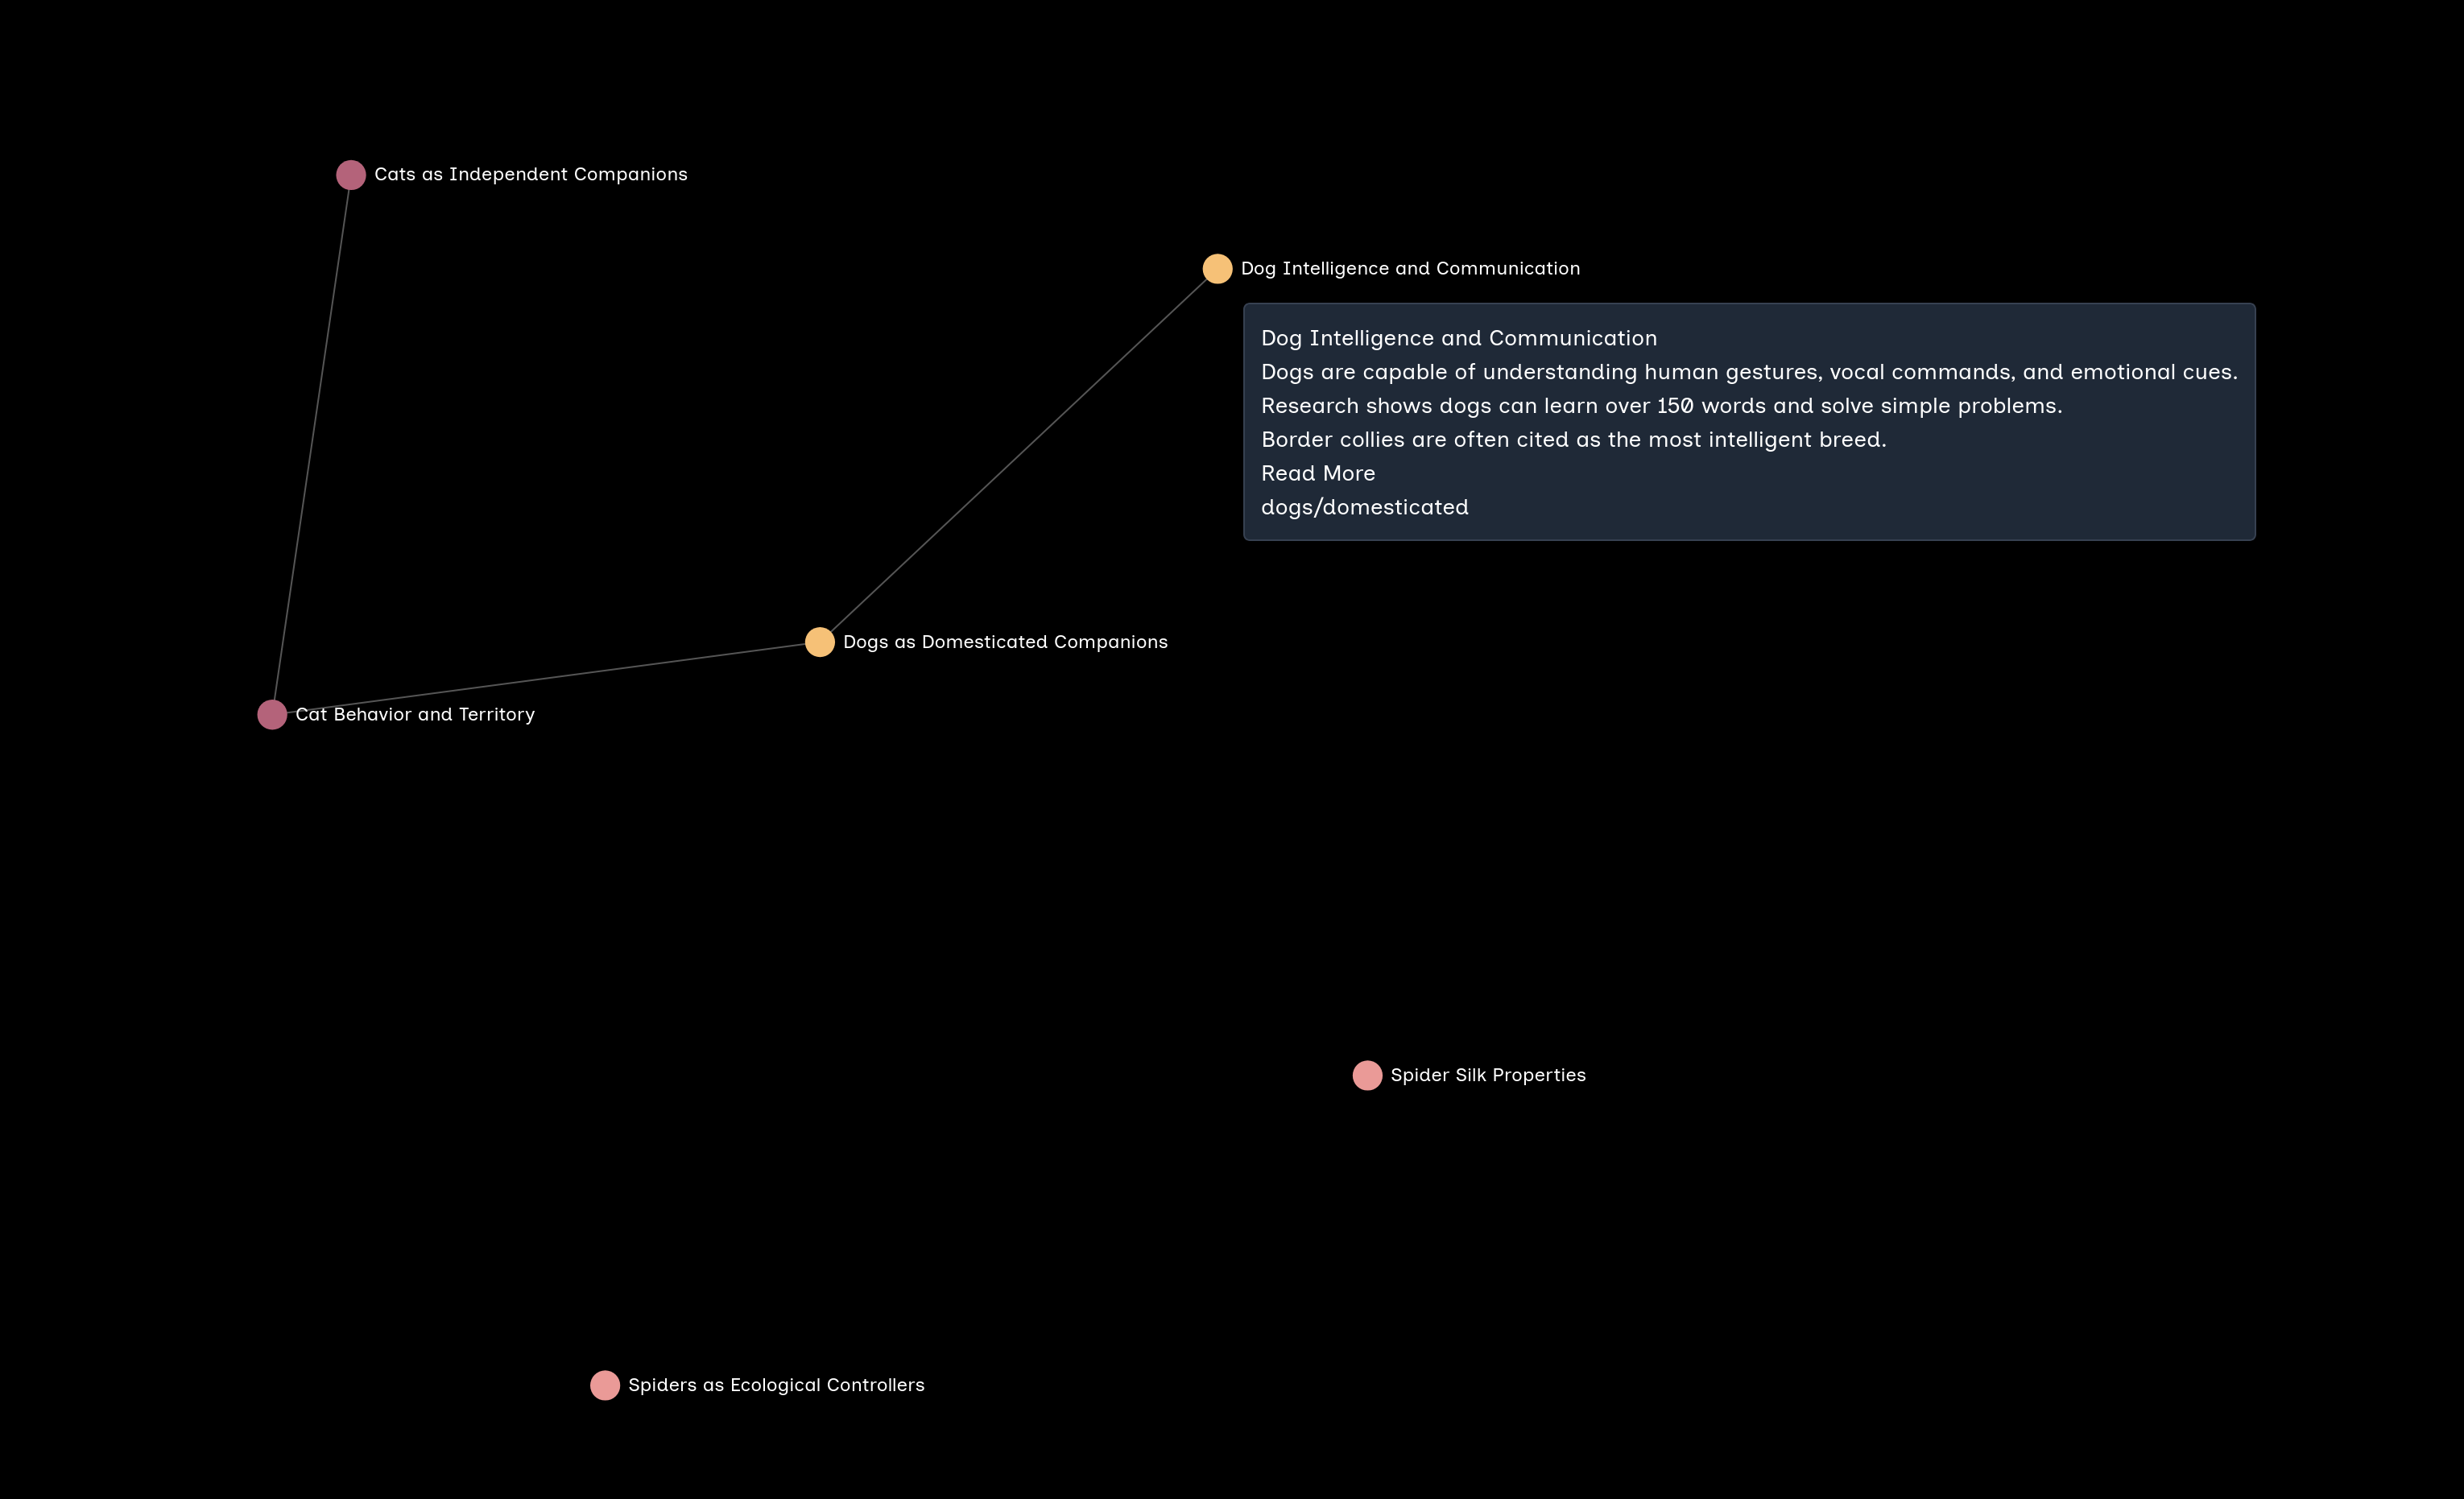 Cats as Independent Companions
Dog Intelligence and Communication
Dog Intelligence and Communication
Dogs are capable of understanding human gestures, vocal commands, and emotional cues.
Research shows dogs can learn over 150 words and solve simple problems.
Border collies are often cited as the most intelligent breed.
Read More
dogs/domesticated
Dogs as Domesticated Companions
Cat Behavior and Territory
Spider Silk Properties
Spiders as Ecological Controllers